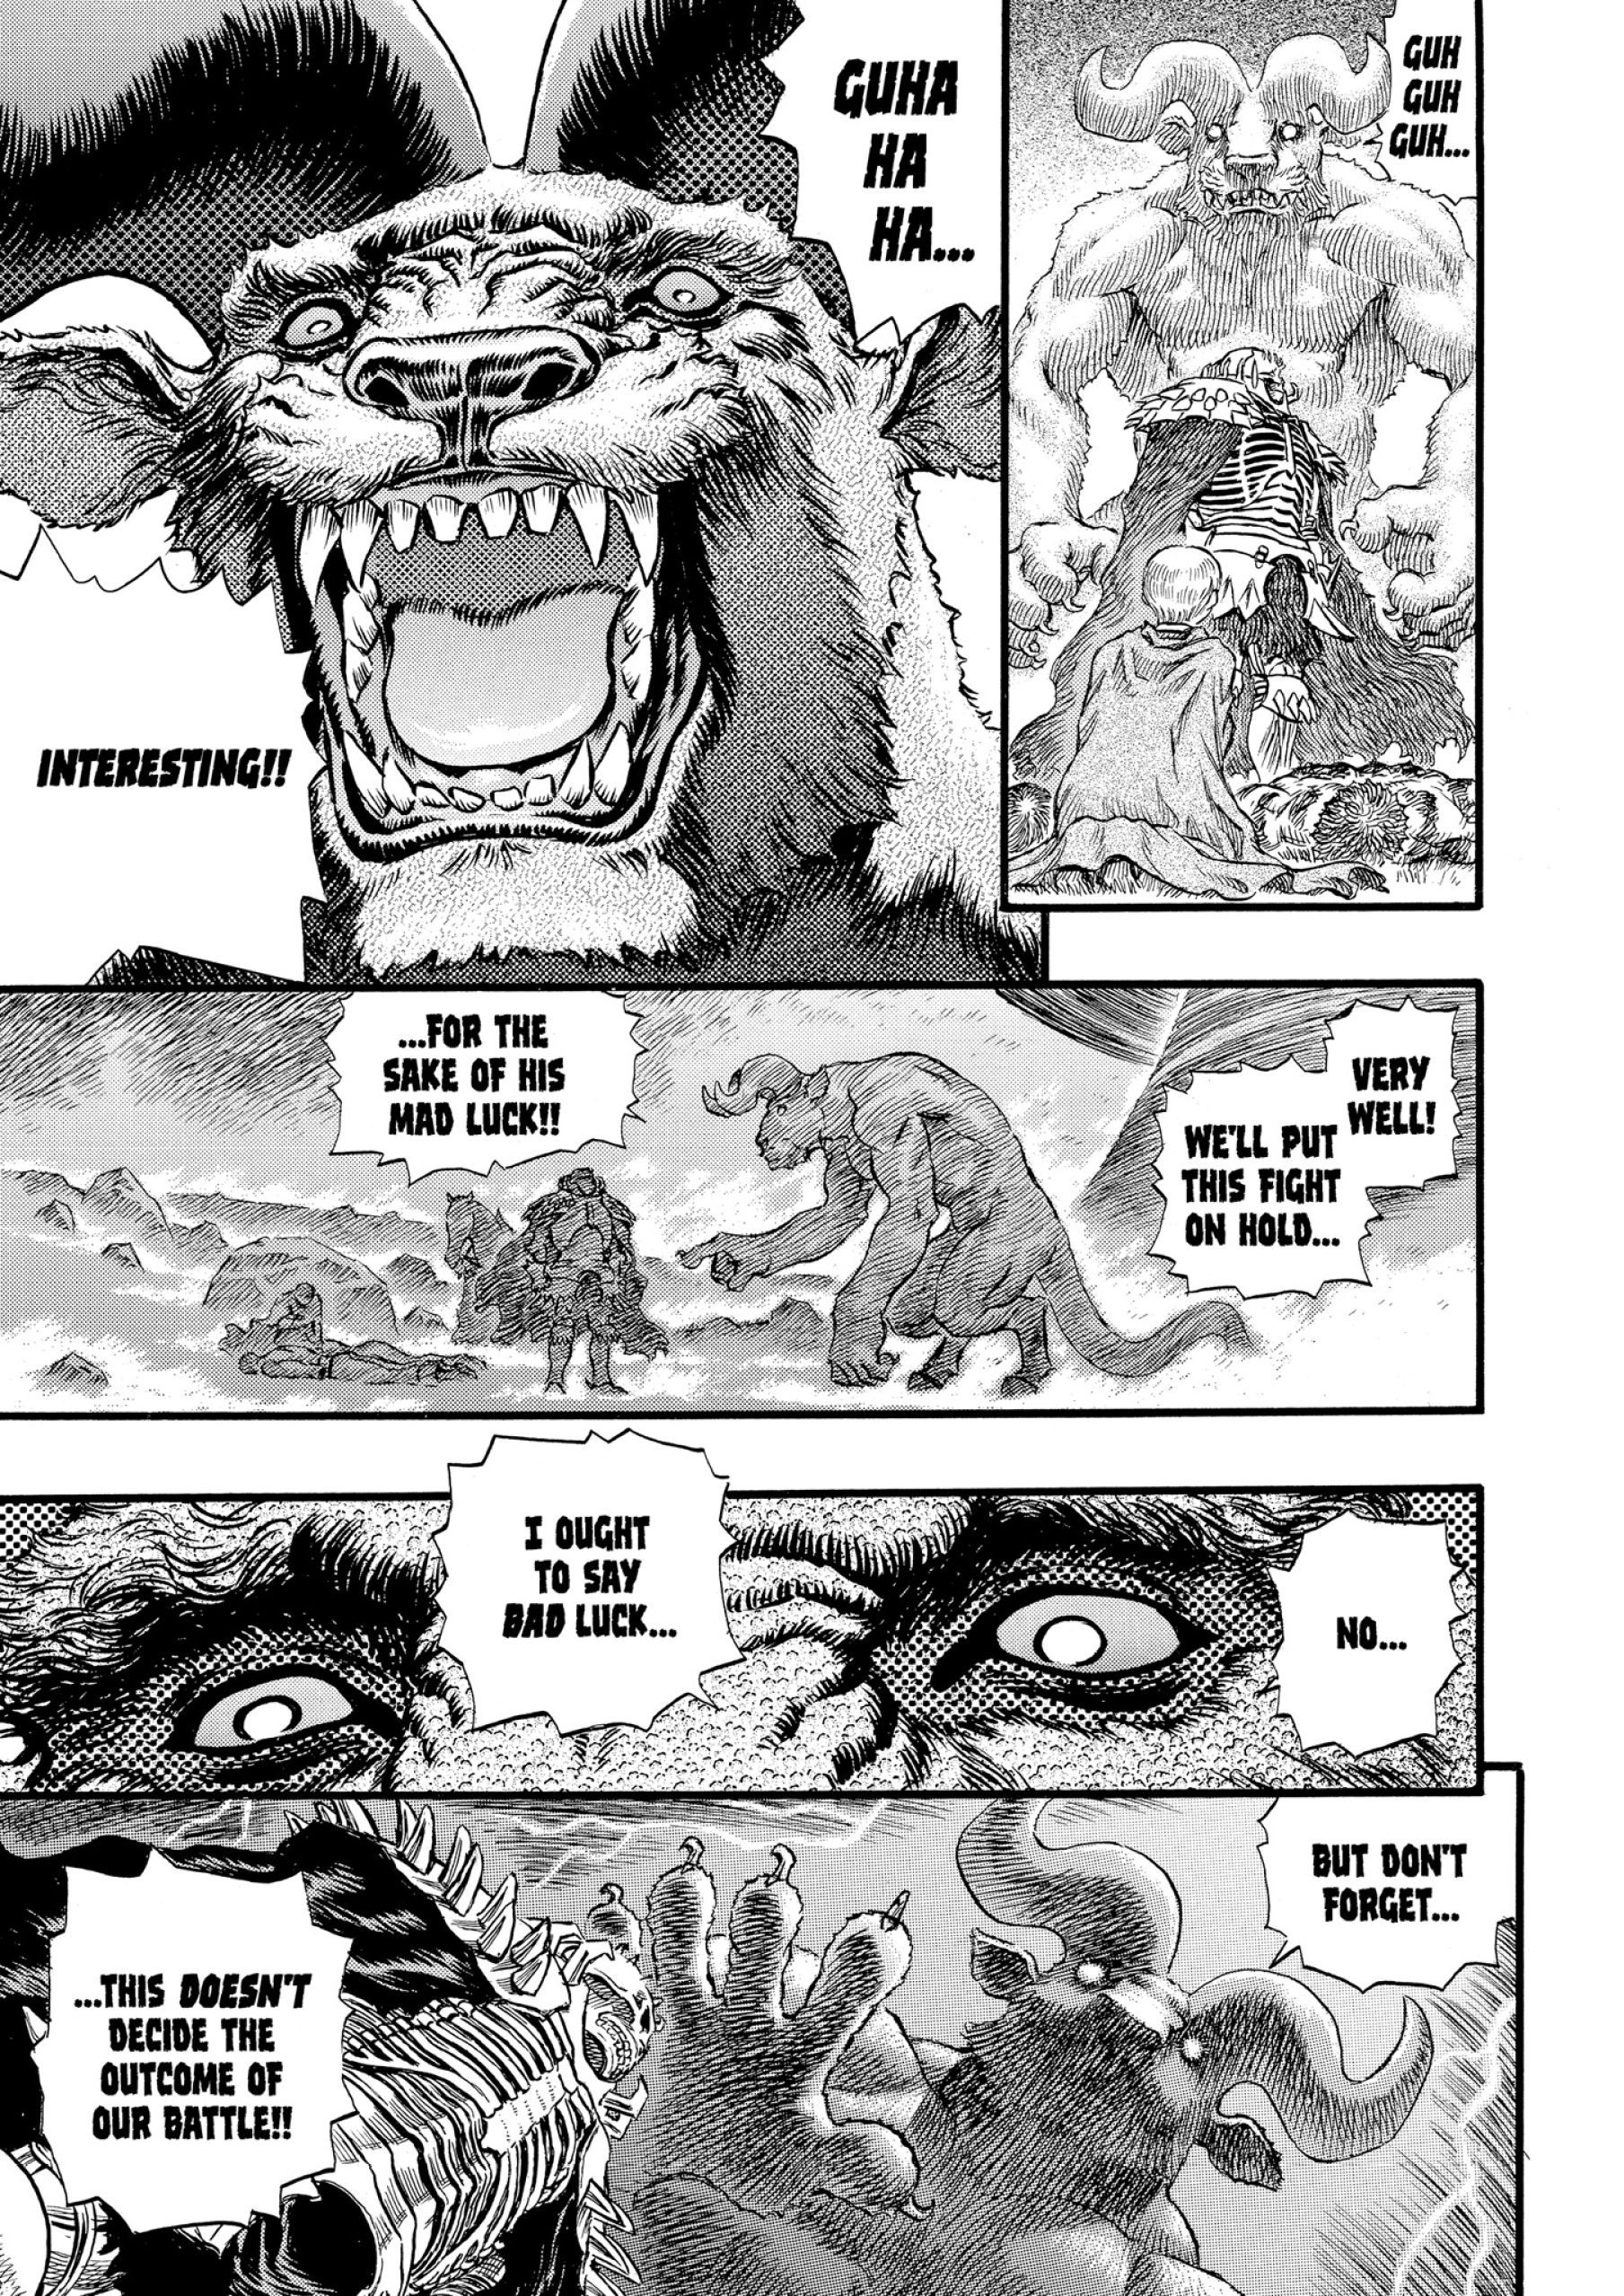 GUH
GUH
GUH...
GUHA
HA
HA...
INTERESTING!!
VERY
WELL!
WE'LL PUT
THIS FIGHT
ON HOLD...
...FOR THE
SAKE OF HIS
MAD LUCK!!
NO...
I OUGHT
TO SAY
BAD LUCK...
BUT DON'T
FORGET...
...THIS DOESN'T
DECIDE THE
OUTCOME OF
OUR BATTLE!!